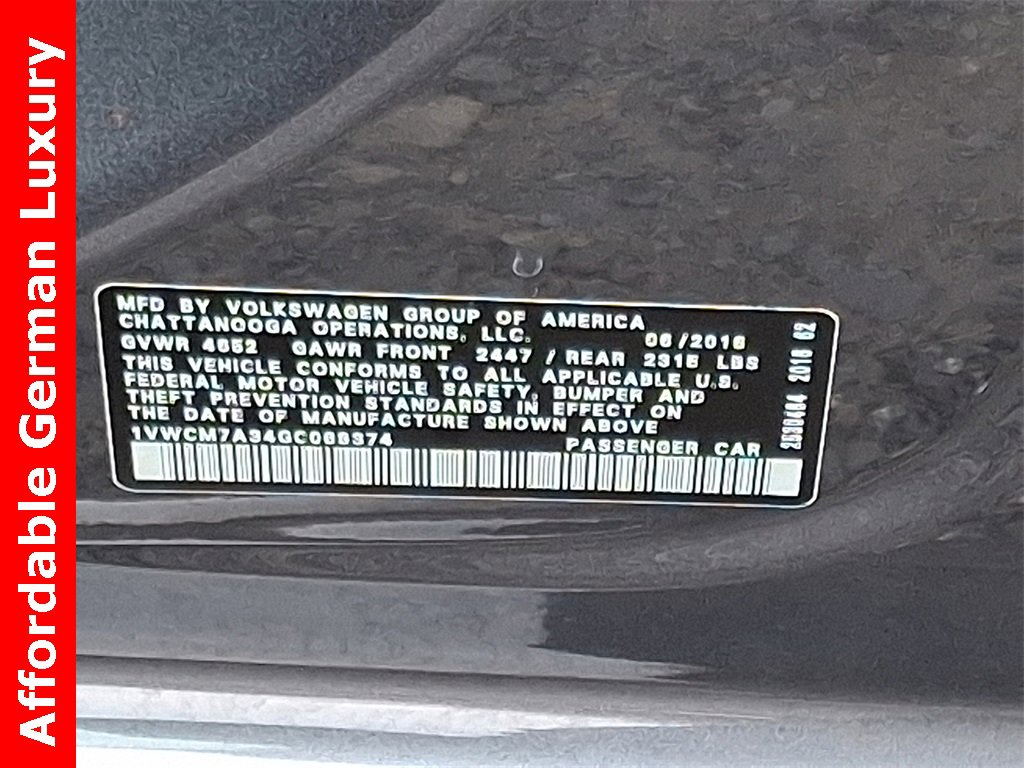 Affordable German Luxury
MFD BY VOLKSWAGEN GROUP OF AMERICA
CHATTANOOGA OPERATIONS, LLC. 06/2016
GVWR 4652 GAWR FRONT 2447 / REAR 2315 LBS
THIS VEHICLE CONFORMS TO ALL APPLICABLE U.S.
FEDERAL MOTOR VEHICLE SAFETY, BUMPER AND
THEFT PREVENTION STANDARDS IN EFFECT ON
THE DATE OF MANUFACTURE SHOWN ABOVE
PASSENGER CAR
2016